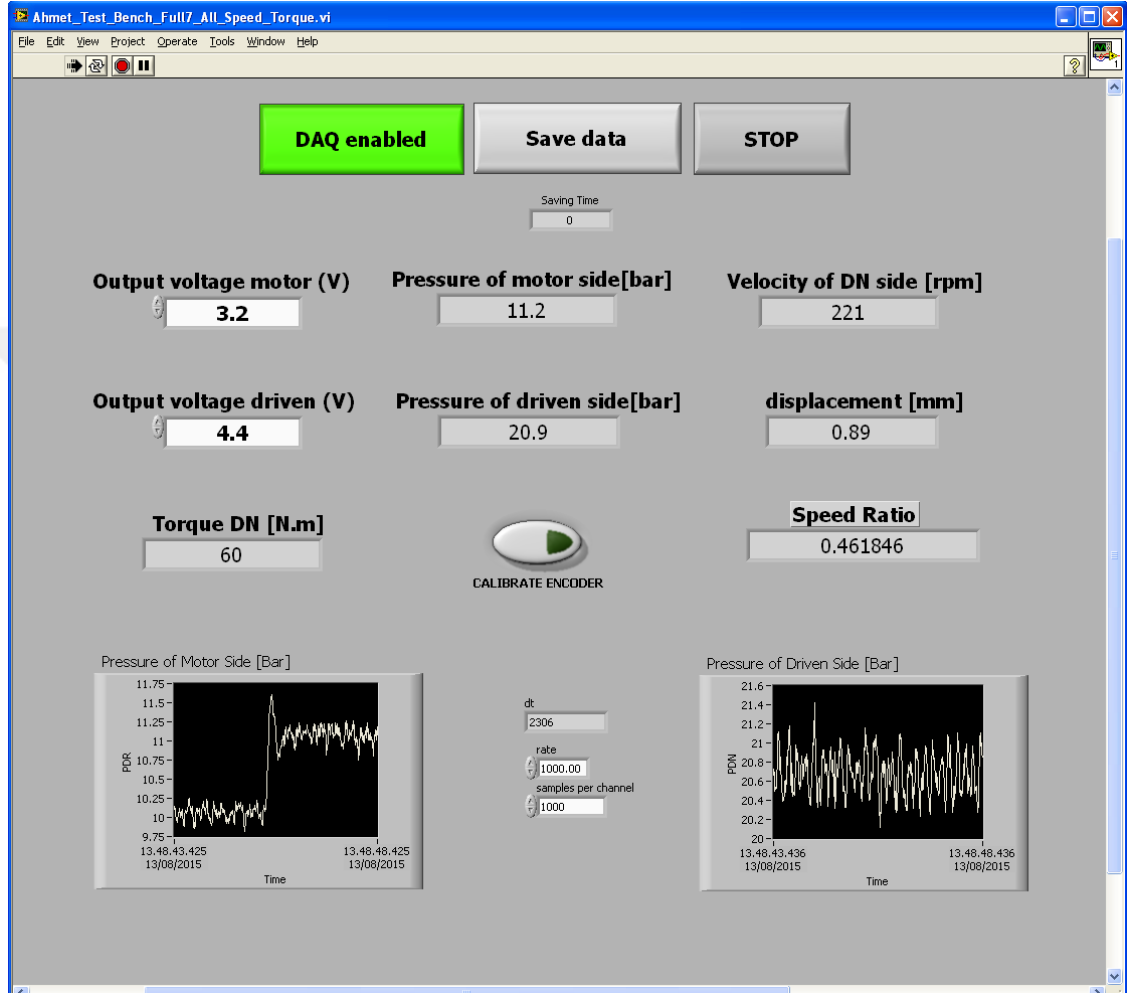 Ahmet_Test_Bench_Full7_All_Speed_Torque.vi
File Edit View Project Operate Tools Window Help
?
1
DAQ enabled Save data STOP
Saving Time
0
Output voltage motor (V) Pressure of motor side[bar] Velocity of DN side [rpm]
3.2 11.2 221
Output voltage driven (V) Pressure of driven side[bar] displacement [mm]
4.4 20.9 0.89
Torque DN [N.m] Speed Ratio
60 0.461846
CALIBRATE ENCODER
Pressure of Motor Side [Bar]
11.75
11.5
11.25
11
10.75
10.5
10.25
10
9.75
PDR
13.48.43.425 13.48.48.425
13/08/2015 13/08/2015
Time
dt
2306
rate
1000.00
samples per channel
1000
Pressure of Driven Side [Bar]
21.6
21.4
21.2
21
20.8
20.6
20.4
20.2
20
PDN
13.48.43.436 13.48.48.436
13/08/2015 13/08/2015
Time